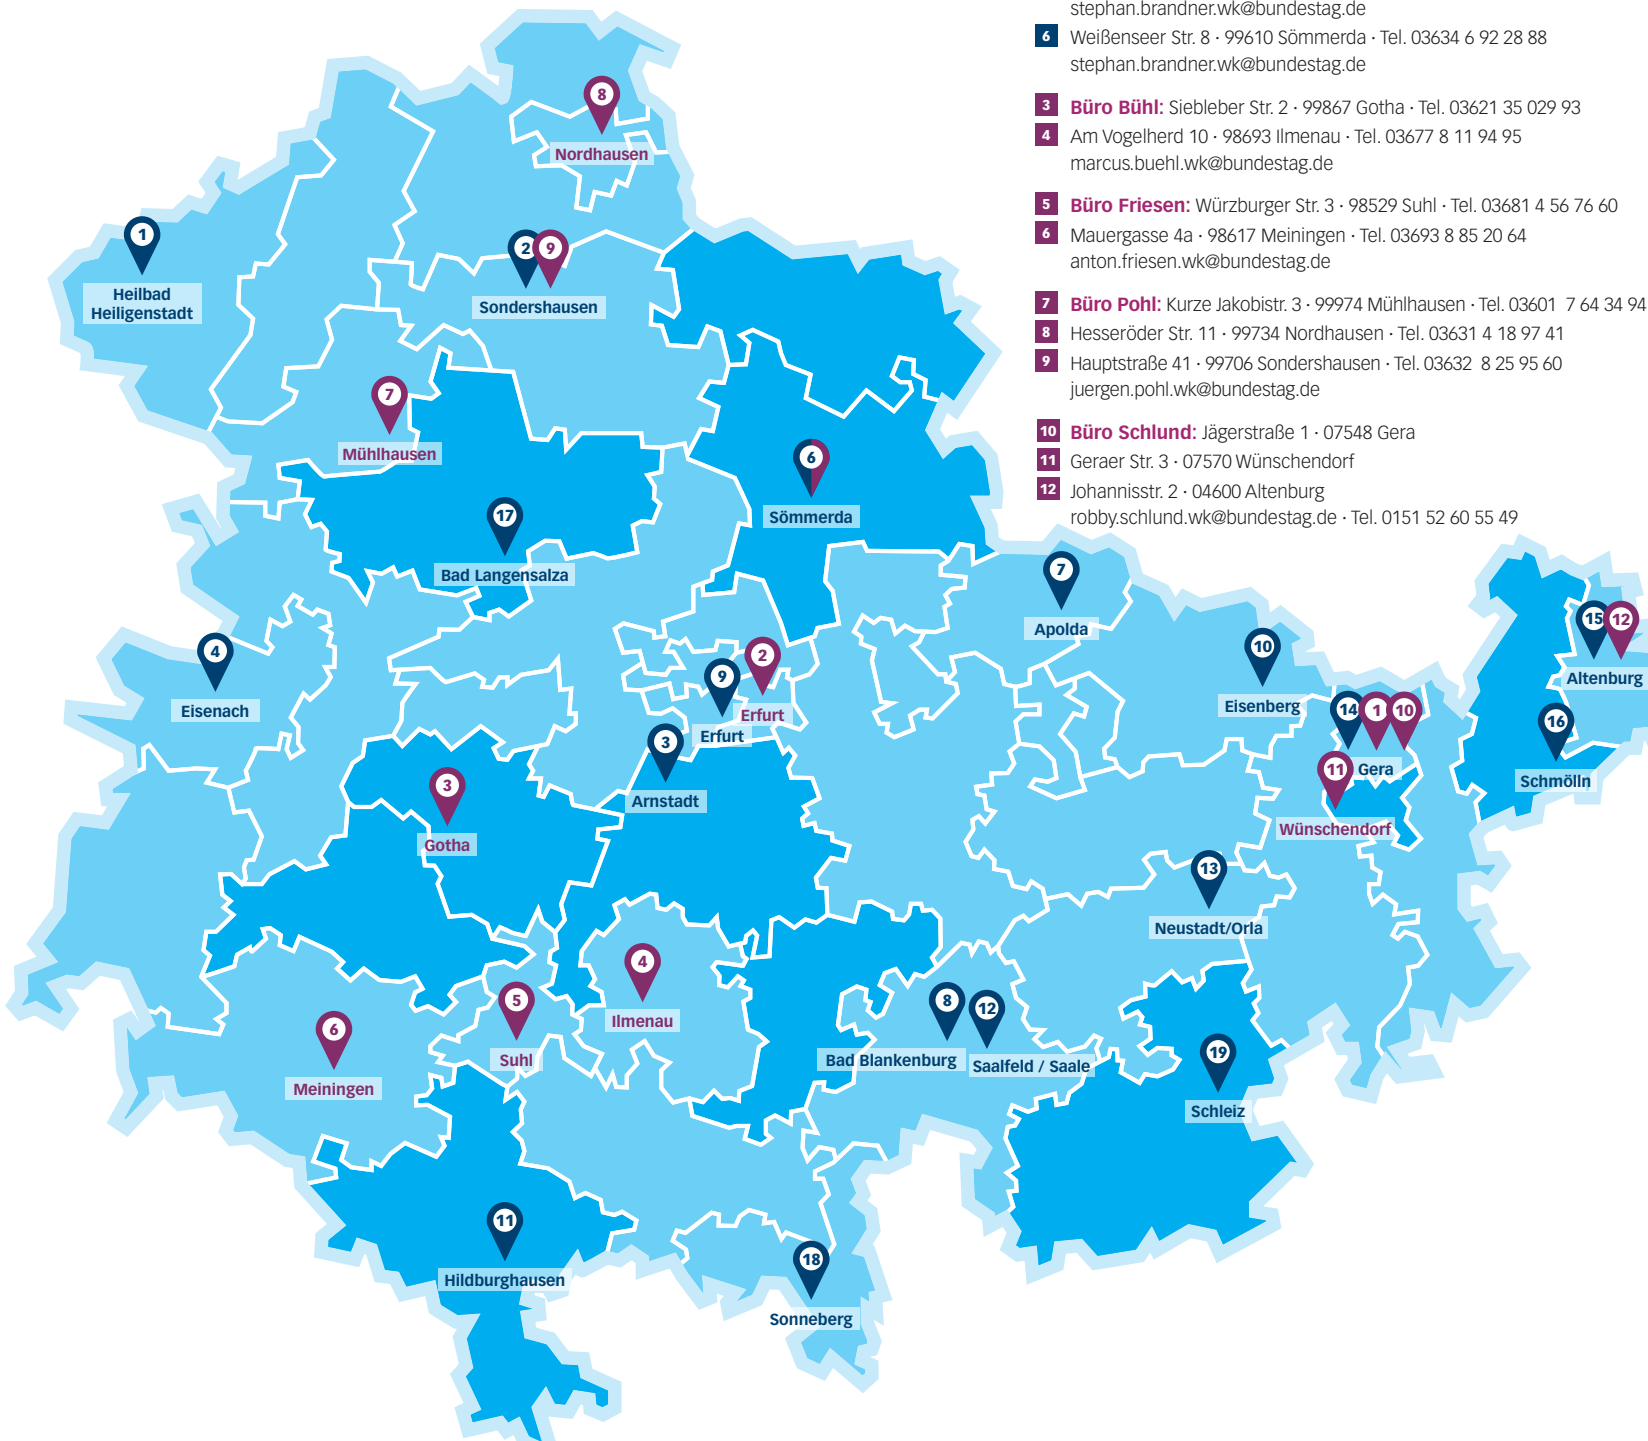 stephan.brandner.wk@bundestag.de
6 Weißenseer Str. 8 · 99610 Sömmerda · Tel. 03634 6 92 28 88
stephan.brandner.wk@bundestag.de
3 Büro Bühl: Siebleber Str. 2 · 99867 Gotha · Tel. 03621 35 029 93
4 Am Vogelherd 10 · 98693 Ilmenau · Tel. 03677 8 11 94 95
marcus.buehl.wk@bundestag.de
5 Büro Friesen: Würzburger Str. 3 · 98529 Suhl · Tel. 03681 4 56 76 60
6 Mauergasse 4a · 98617 Meiningen · Tel. 03693 8 85 20 64
anton.friesen.wk@bundestag.de
7 Büro Pohl: Kurze Jakobistr. 3 · 99974 Mühlhausen · Tel. 03601 7 64 34 94
8 Hesseröder Str. 11 · 99734 Nordhausen · Tel. 03631 4 18 97 41
9 Hauptstraße 41 · 99706 Sondershausen · Tel. 03632 8 25 95 60
juergen.pohl.wk@bundestag.de
10 Büro Schlund: Jägerstraße 1 · 07548 Gera
11 Geraer Str. 3 · 07570 Wünschendorf
12 Johannisstr. 2 · 04600 Altenburg
robby.schlund.wk@bundestag.de · Tel. 0151 52 60 55 49
8
Nordhausen
1
Heilbad
Heiligenstadt
2 9
Sondershausen
7
Mühlhausen
6
Sömmerda
17
Bad Langensalza
7
Apolda
15 12
Altenburg
4
Eisenach
10
Eisenberg
2
Erfurt
9
Erfurt
14 1 10
Gera
16
Schmölln
3
Arnstadt
11
Wünschendorf
3
Gotha
13
Neustadt/Orla
4
Ilmenau
5
Suhl
8
Bad Blankenburg
12
Saalfeld / Saale
6
Meiningen
19
Schleiz
11
Hildburghausen
18
Sonneberg